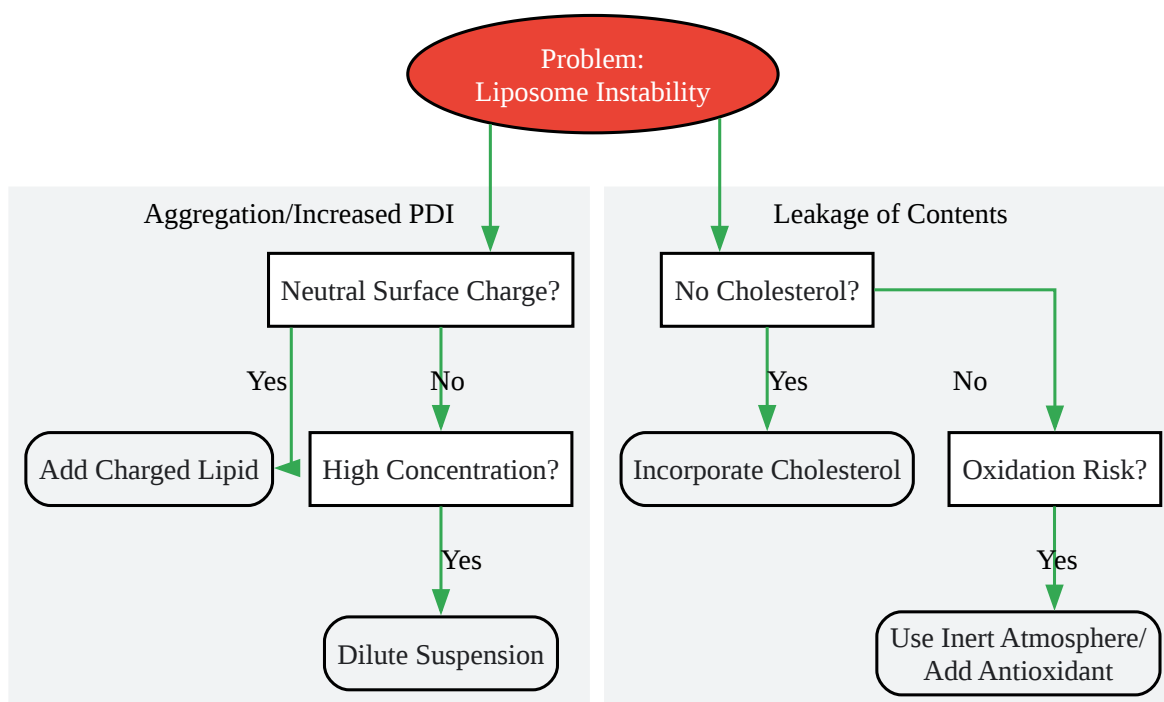 Problem:
Liposome Instability
Aggregation/Increased PDI
Neutral Surface Charge?
Yes
No
Add Charged Lipid
High Concentration?
Yes
Dilute Suspension
Leakage of Contents
No Cholesterol?
Yes
No
Incorporate Cholesterol
Oxidation Risk?
Yes
Use Inert Atmosphere/
Add Antioxidant